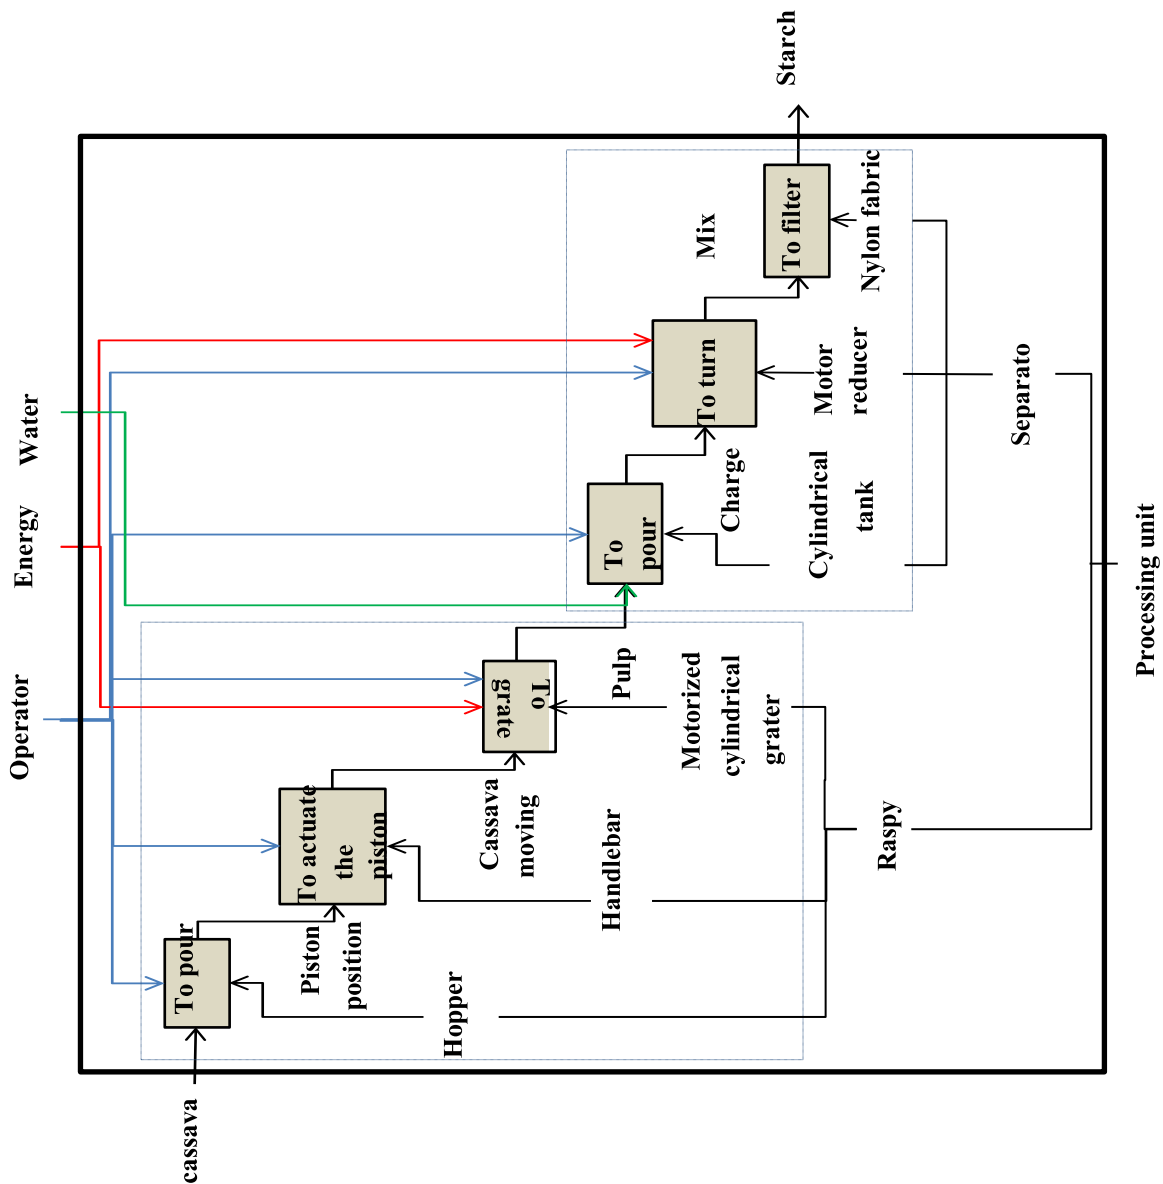 Operator
Energy
Water
cassava
To pour
Piston
position
To actuate
the
piston
Cassava
moving
To
grate
Pulp
To
pour
Charge
To turn
Mix
To filter
Starch
Hopper
Handlebar
Motorized
cylindrical
grater
Cylindrical
tank
Motor
reducer
Nylon fabric
Raspy
Separato
Processing unit